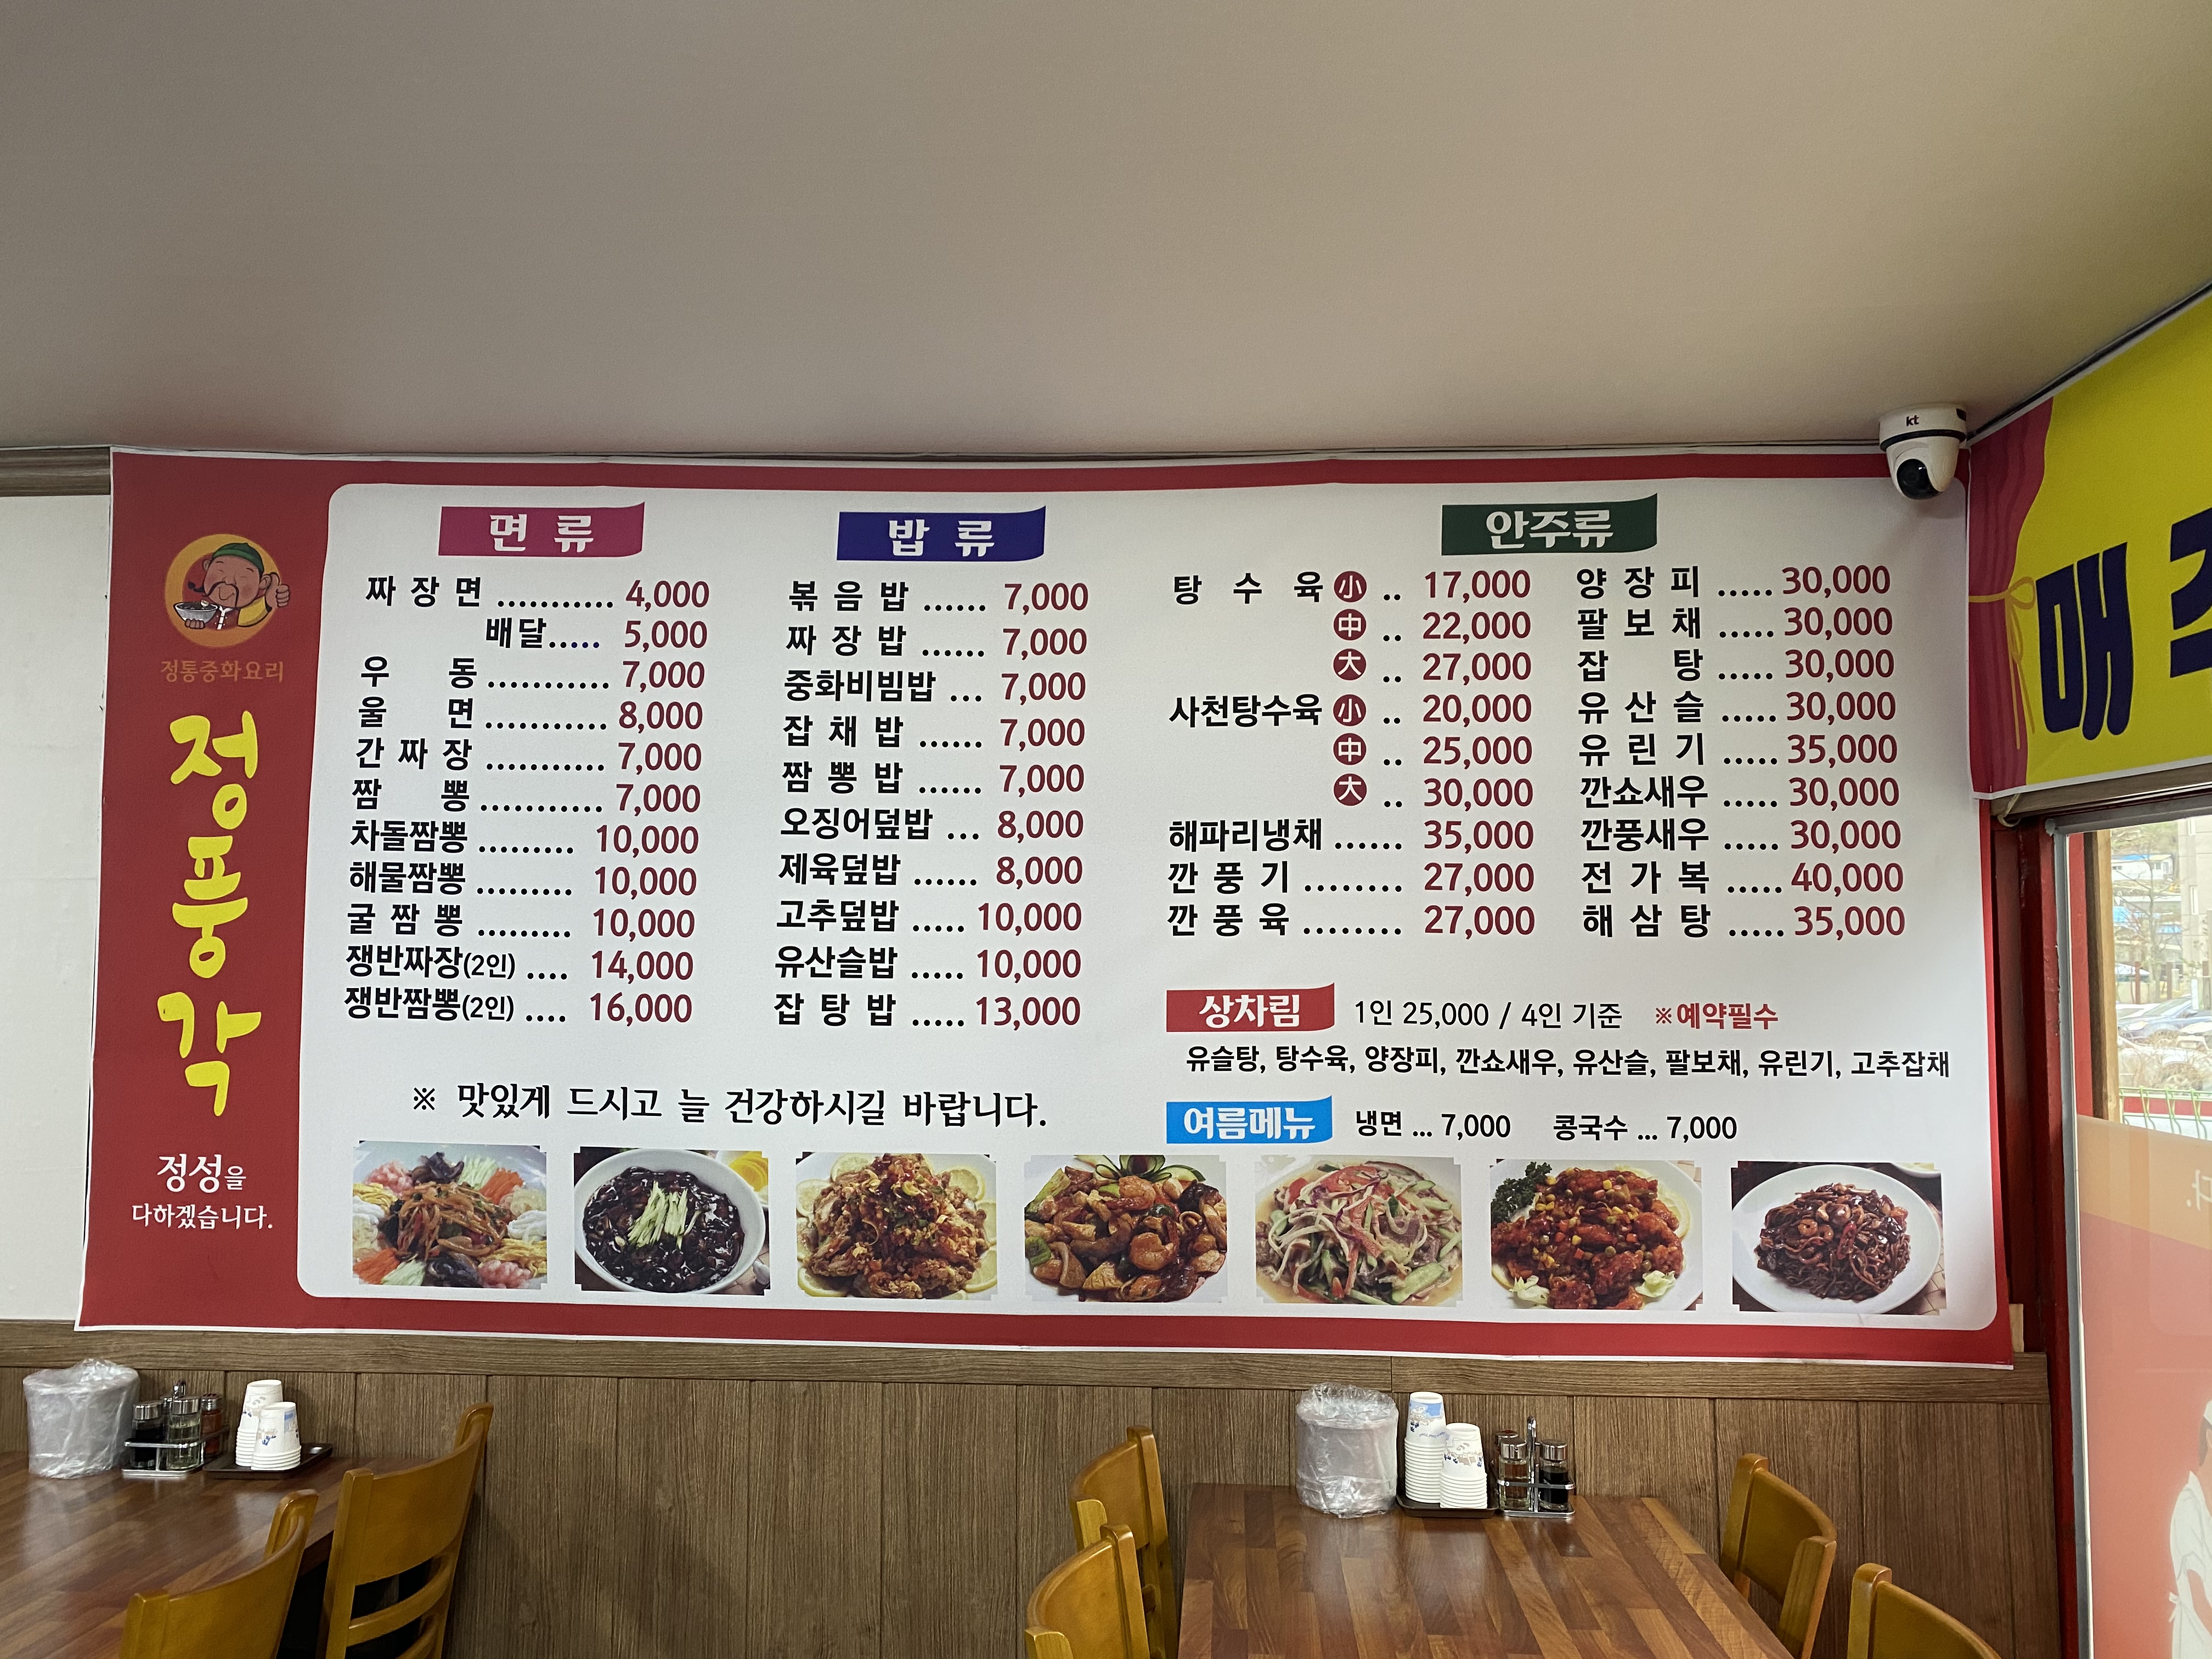 정통중화요리
정풍각
정성을
다하겠습니다.
면 류
짜 장 면 ........... 4,000
배달..... 5,000
우 동 ........... 7,000
울 면 ........... 8,000
간 짜 장 ........... 7,000
짬 뽕 ........... 7,000
차돌짬뽕 ......... 10,000
해물짬뽕 ......... 10,000
굴 짬 뽕 ......... 10,000
쟁반짜장(2인) .... 14,000
쟁반짬뽕(2인) .... 16,000
밥 류
볶 음 밥 ...... 7,000
짜 장 밥 ...... 7,000
중화비빔밥 ... 7,000
잡 채 밥 ...... 7,000
짬 뽕 밥 ...... 7,000
오징어덮밥 ... 8,000
제육덮밥 ...... 8,000
고추덮밥 ..... 10,000
유산슬밥 ..... 10,000
잡 탕 밥 ..... 13,000
※ 맛있게 드시고 늘 건강하시길 바랍니다.
안주류
탕 수 육 小 .. 17,000
中 .. 22,000
大 .. 27,000
사천탕수육 小 .. 20,000
中 .. 25,000
大 .. 30,000
해파리냉채 ...... 35,000
깐 풍 기 ........ 27,000
깐 풍 육 ........ 27,000
양 장 피 ..... 30,000
팔 보 채 ..... 30,000
잡 탕 ..... 30,000
유 산 슬 ..... 30,000
유 린 기 ..... 35,000
깐쇼새우 ..... 30,000
깐풍새우 ..... 30,000
전 가 복 ..... 40,000
해 삼 탕 ..... 35,000
상차림 1인 25,000 / 4인 기준 ※예약필수
유슬탕, 탕수육, 양장피, 깐쇼새우, 유산슬, 팔보채, 유린기, 고추잡채
여름메뉴 냉면 ... 7,000 콩국수 ... 7,000
kt
매